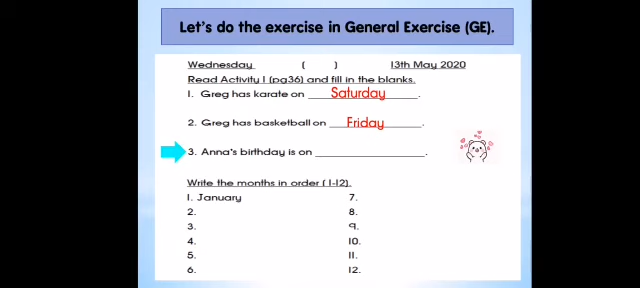 Let's do the exercise in General Exercise (GE).
Wednesday ( ) 13th May 2020
Read Activity 1 (pg36) and fill in the blanks.
1. Greg has karate on Saturday.
2. Greg has basketball on Friday.
3. Anna's birthday is on ____________________.
Write the months in order (1-12).
1. January 7.
2. 8.
3. 9.
4. 10.
5. 11.
6. 12.